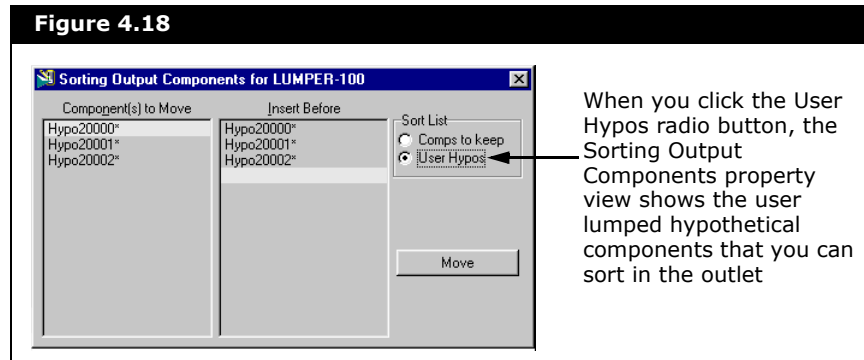 Figure 4.18
Sorting Output Components for LUMPER-100
Component(s) to Move
Insert Before
Sort List
Hypo20000*
Hypo20001*
Hypo20002*
Hypo20000*
Hypo20001*
Hypo20002*
Comps to keep
User Hypos
Move
When you click the User
Hypos radio button, the
Sorting Output
Components property
view shows the user
lumped hypothetical
components that you can
sort in the outlet